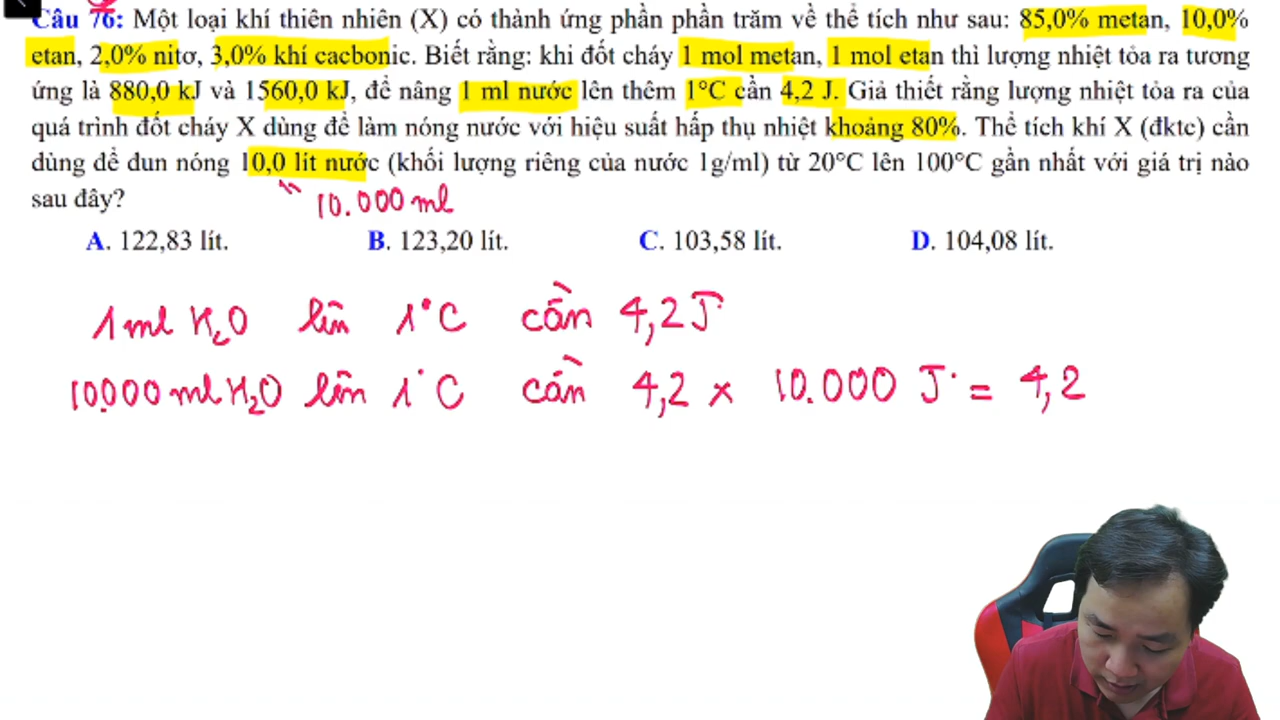 Câu 76: Một loại khí thiên nhiên (X) có thành ứng phần phần trăm về thể tích như sau: 85,0% metan, 10,0%
etan, 2,0% nitơ, 3,0% khí cacbonic. Biết rằng: khi đốt cháy 1 mol metan, 1 mol etan thì lượng nhiệt tỏa ra tương
ứng là 880,0 kJ và 1560,0 kJ, để nâng 1 ml nước lên thêm 1°C cần 4,2 J. Giả thiết rằng lượng nhiệt tỏa ra của
quá trình đốt cháy X dùng để làm nóng nước với hiệu suất hấp thụ nhiệt khoảng 80%. Thể tích khí X (đktc) cần
dùng để đun nóng 10,0 lít nước (khối lượng riêng của nước 1g/ml) từ 20°C lên 100°C gần nhất với giá trị nào
sau đây?
10.000 ml
A. 122,83 lít. B. 123,20 lít. C. 103,58 lít. D. 104,08 lít.
1 ml H₂O lên 1°C cần 4,2 J
10.000 ml H₂O lên 1°C cần 4,2 x 10.000 J = 4,2